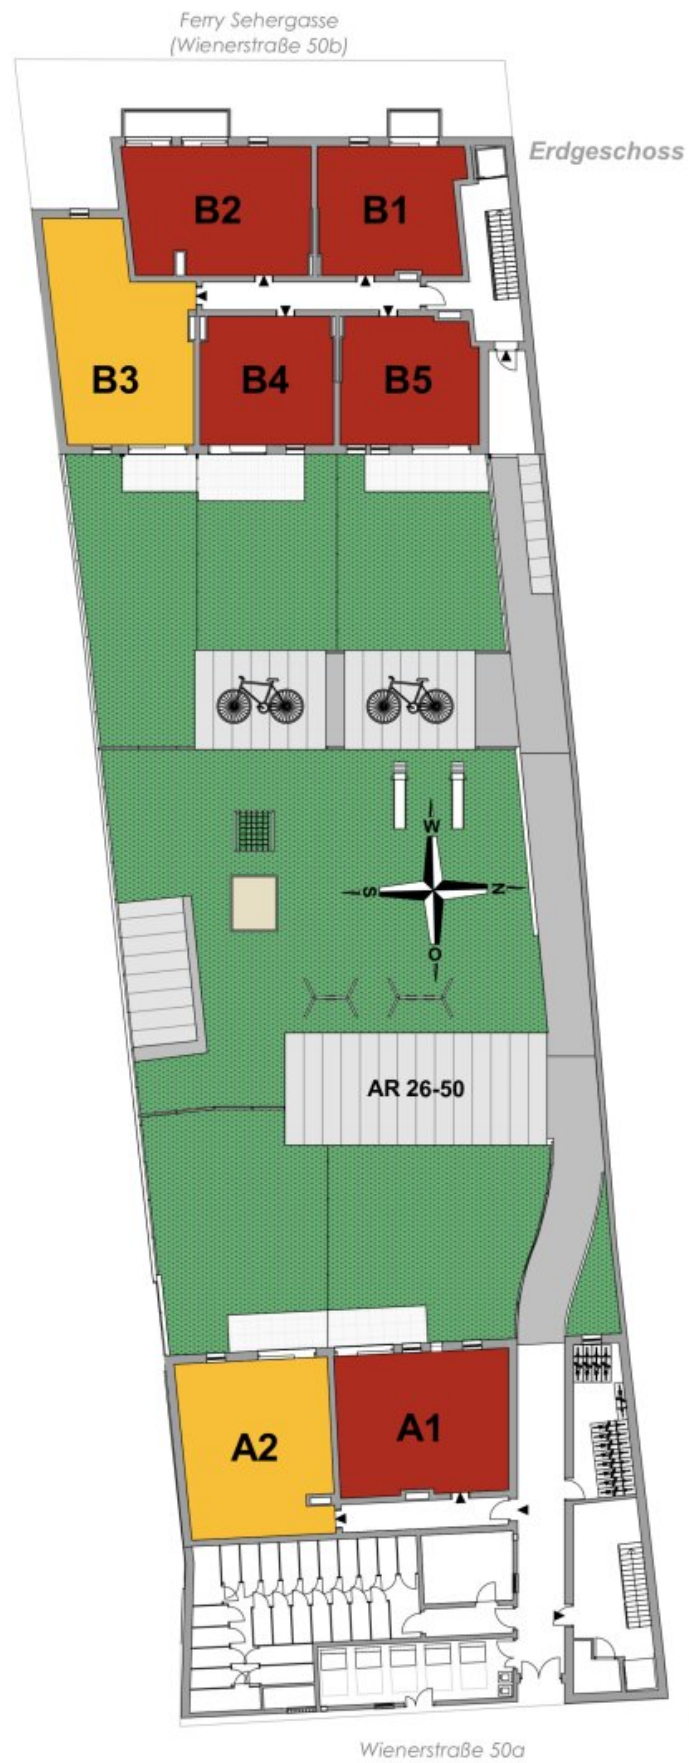 Ferry Sehergasse
(Wienerstraße 50b)
Erdgeschoss
B2
B1
B3
B4
B5
W
S
N
O
AR 26-50
A2
A1
Wienerstraße 50a